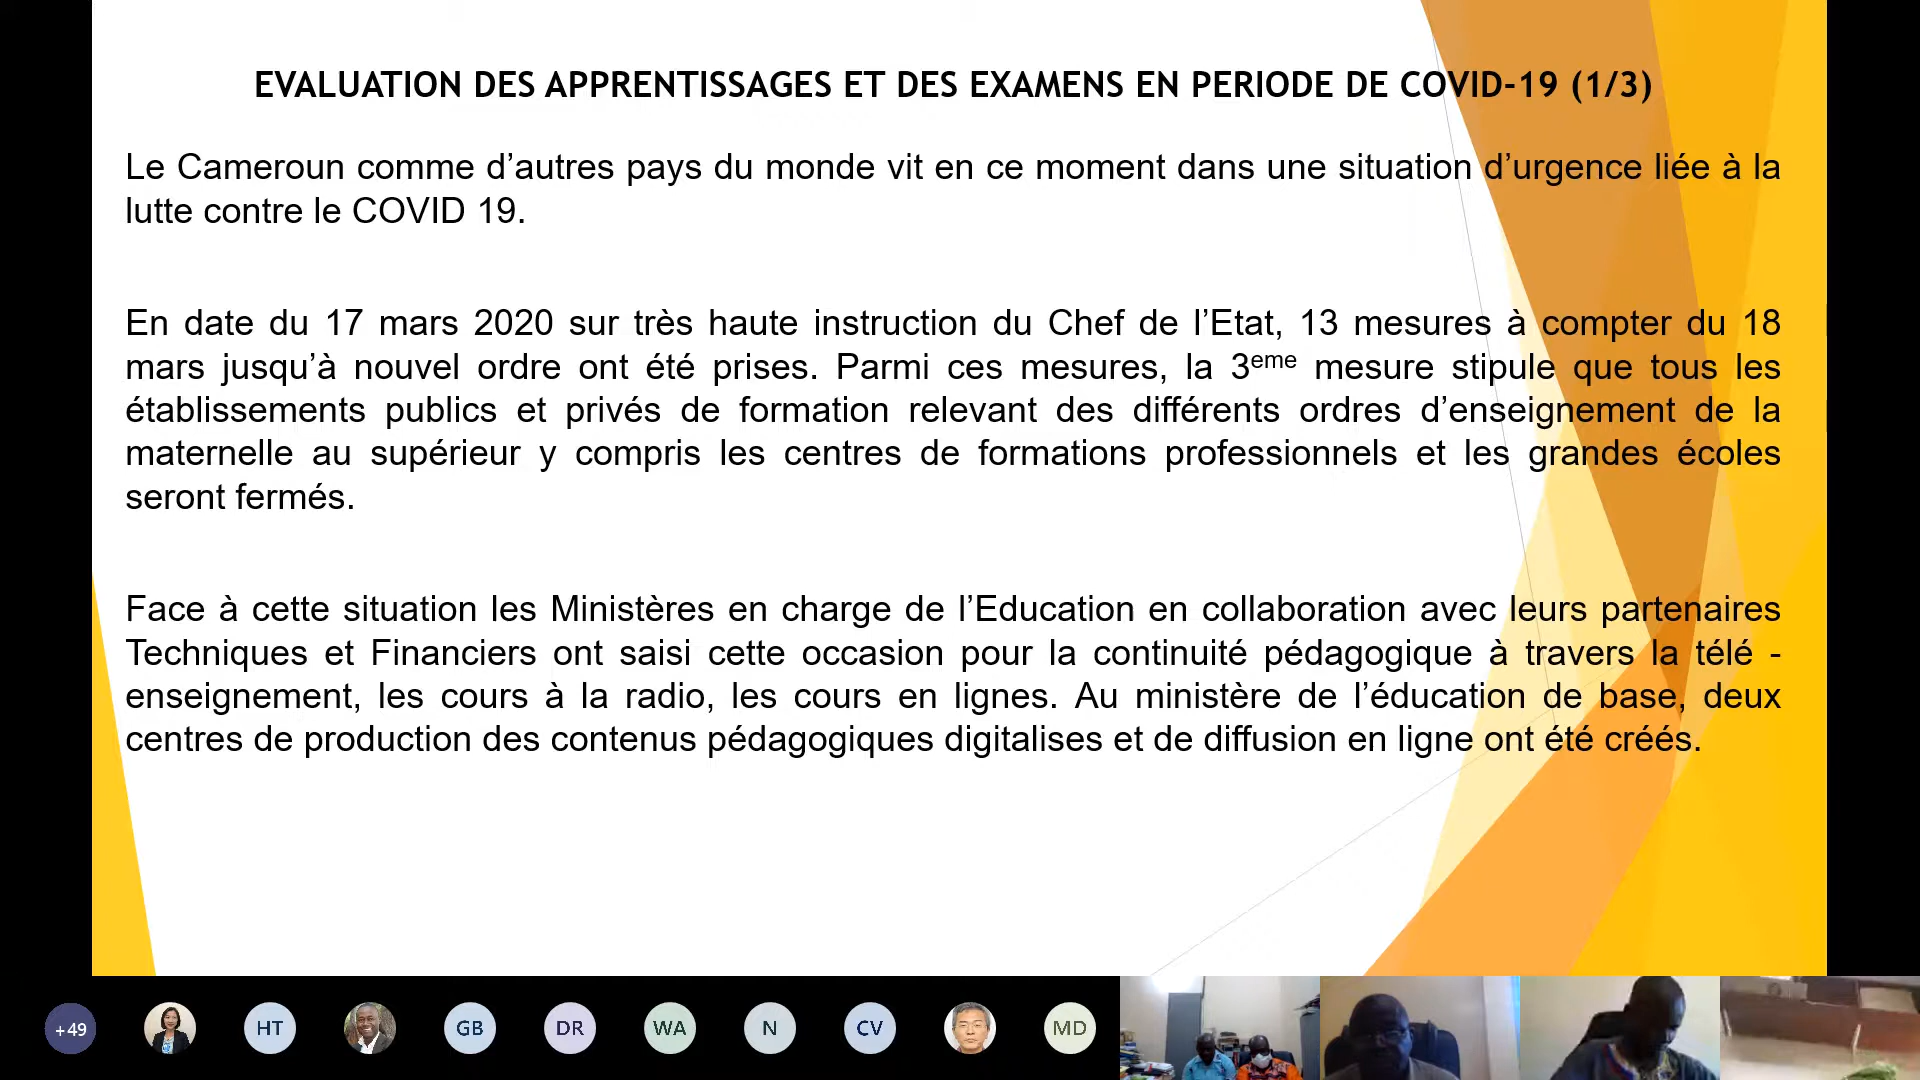 EVALUATION DES APPRENTISSAGES ET DES EXAMENS EN PERIODE DE COVID-19 (1/3)
Le Cameroun comme d’autres pays du monde vit en ce moment dans une situation d’urgence liée à la
lutte contre le COVID 19.
En date du 17 mars 2020 sur très haute instruction du Chef de l’Etat, 13 mesures à compter du 18
mars jusqu’à nouvel ordre ont été prises. Parmi ces mesures, la 3eme mesure stipule que tous les
établissements publics et privés de formation relevant des différents ordres d’enseignement de la
maternelle au supérieur y compris les centres de formations professionnels et les grandes écoles
seront fermés.
Face à cette situation les Ministères en charge de l’Education en collaboration avec leurs partenaires
Techniques et Financiers ont saisi cette occasion pour la continuité pédagogique à travers la télé -
enseignement, les cours à la radio, les cours en lignes. Au ministère de l’éducation de base, deux
centres de production des contenus pédagogiques digitalises et de diffusion en ligne ont été créés.
+49 HT GB DR WA N CV MD